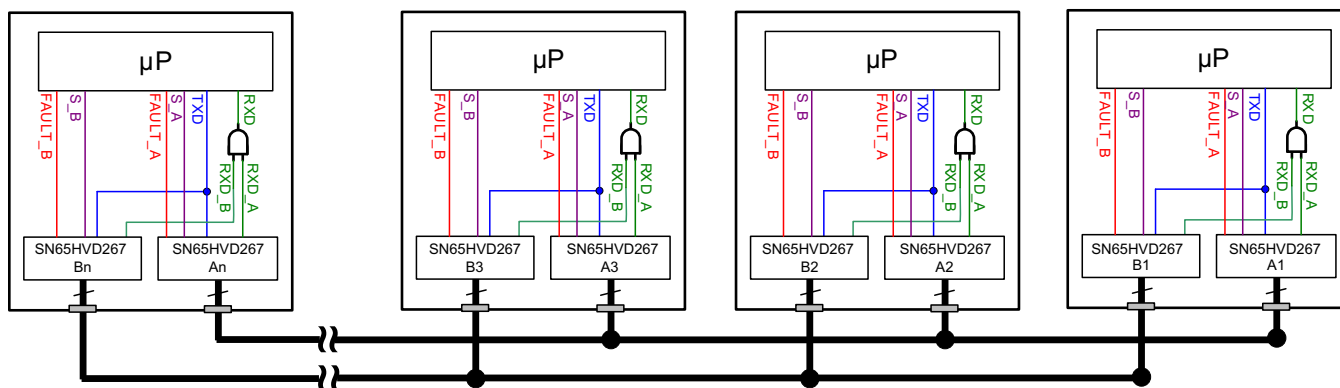 µP
FAULT_B
S_B
FAULT_A
S_A
TXD
RXD
RXD_B
RXD_A
SN65HVD267
Bn
SN65HVD267
An
µP
FAULT_B
S_B
FAULT_A
S_A
TXD
RXD
RXD_B
RXD_A
SN65HVD267
B3
SN65HVD267
A3
µP
FAULT_B
S_B
FAULT_A
S_A
TXD
RXD
RXD_B
RXD_A
SN65HVD267
B2
SN65HVD267
A2
µP
FAULT_B
S_B
FAULT_A
S_A
TXD
RXD
RXD_B
RXD_A
SN65HVD267
B1
SN65HVD267
A1